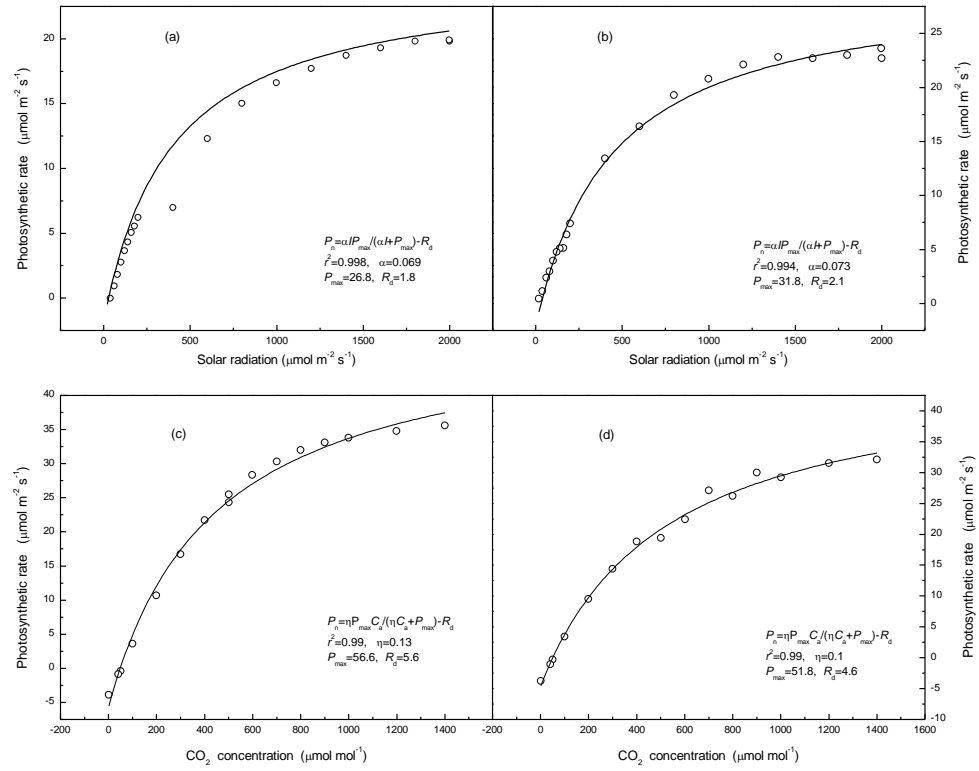 (a)
Photosynthetic rate (μmol m⁻² s⁻¹)
20
15
10
5
0
Pₙ=αIPₘₐₓ/(αI+Pₘₐₓ)-R_d
r²=0.998, α=0.069
Pₘₐₓ=26.8, R_d=1.8
0 500 1000 1500 2000
Solar radiation (μmol m⁻² s⁻¹)
(b)
Photosynthetic rate (μmol m⁻² s⁻¹)
25
20
15
10
5
0
Pₙ=αIPₘₐₓ/(αI+Pₘₐₓ)-R_d
r²=0.994, α=0.073
Pₘₐₓ=31.8, R_d=2.1
0 500 1000 1500 2000
Solar radiation (μmol m⁻² s⁻¹)
(c)
Photosynthetic rate (μmol m⁻² s⁻¹)
40
35
30
25
20
15
10
5
0
-5
Pₙ=ηPₘₐₓCₐ/(ηCₐ+Pₘₐₓ)-R_d
r²=0.99, η=0.13
Pₘₐₓ=56.6, R_d=5.6
-200 0 200 400 600 800 1000 1200 1400
CO₂ concentration (μmol mol⁻¹)
(d)
Photosynthetic rate (μmol m⁻² s⁻¹)
40
35
30
25
20
15
10
5
0
-5
-10
Pₙ=ηPₘₐₓCₐ/(ηCₐ+Pₘₐₓ)-R_d
r²=0.99, η=0.1
Pₘₐₓ=51.8, R_d=4.6
-200 0 200 400 600 800 1000 1200 1400 1600
CO₂ concentration (μmol mol⁻¹)